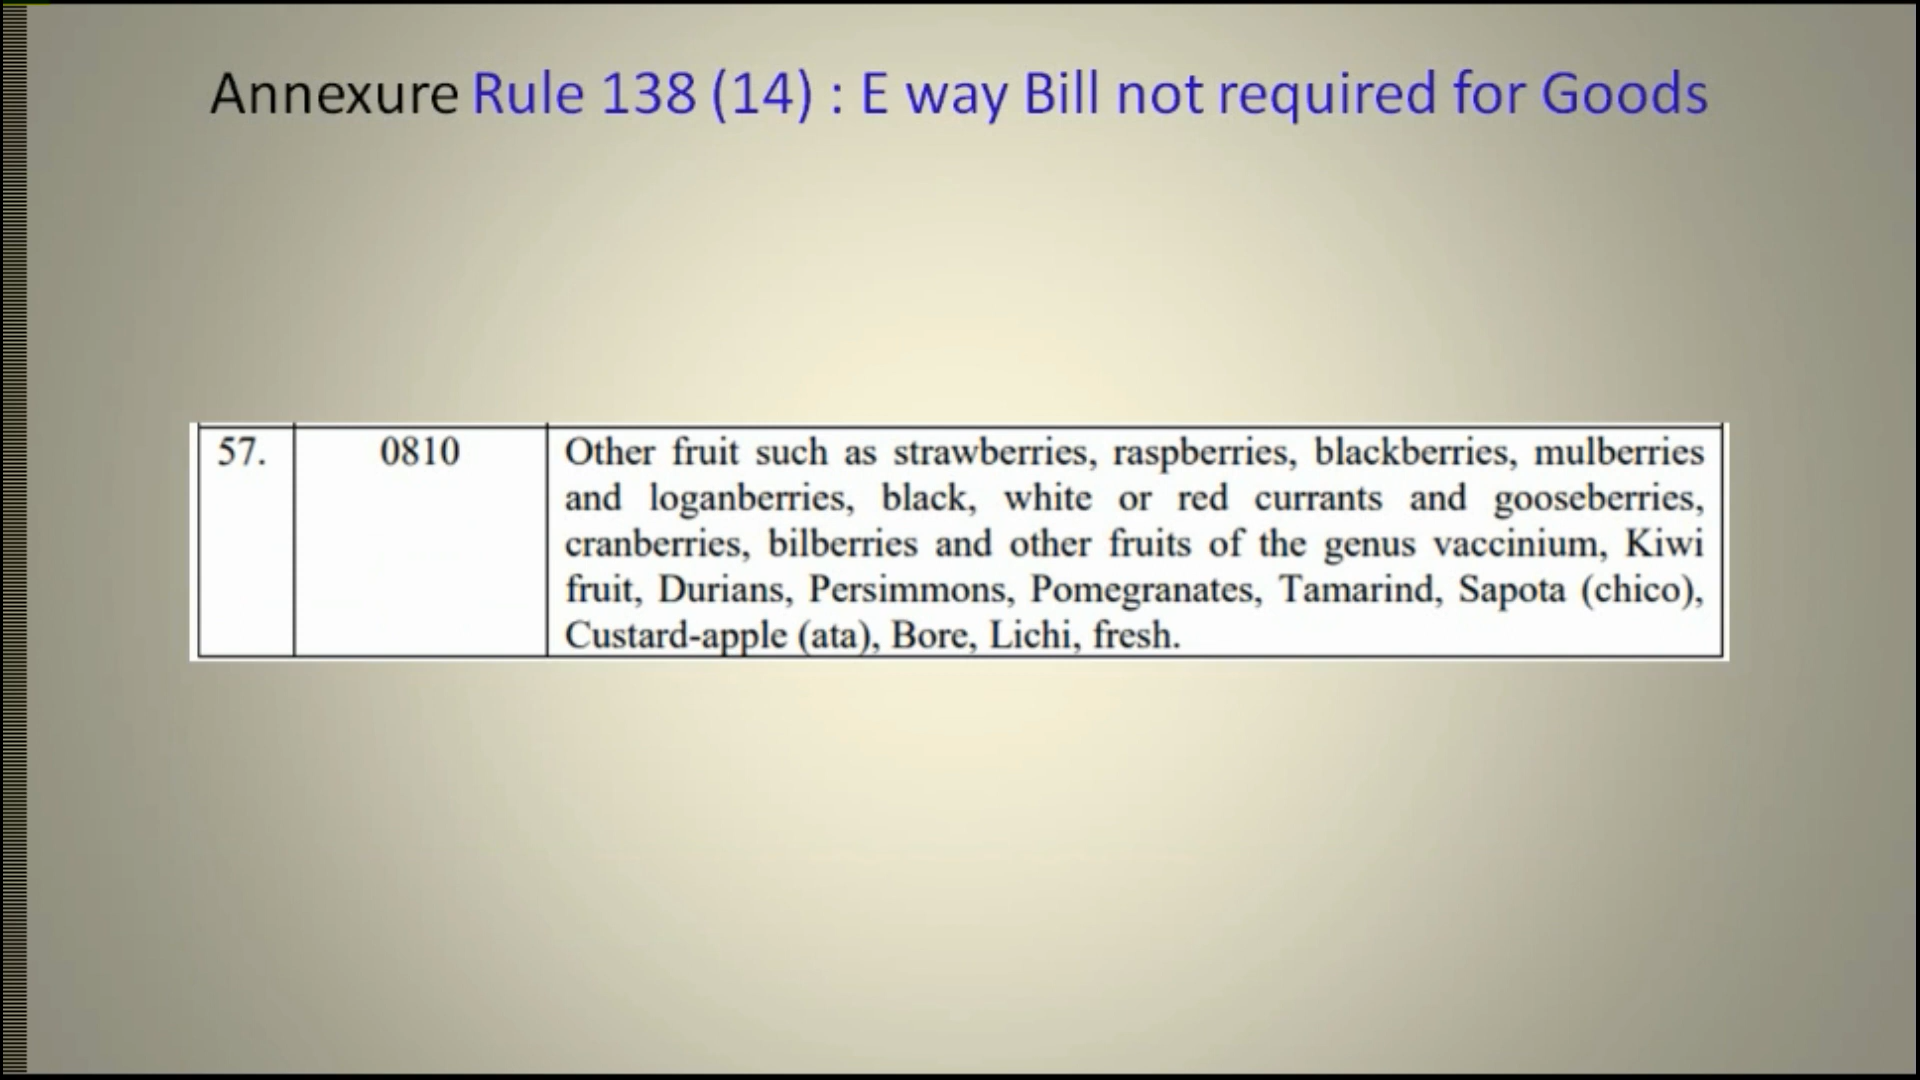 Annexure Rule 138 (14) : E way Bill not required for Goods
57. 0810 Other fruit such as strawberries, raspberries, blackberries, mulberries
and loganberries, black, white or red currants and gooseberries,
cranberries, bilberries and other fruits of the genus vaccinium, Kiwi
fruit, Durians, Persimmons, Pomegranates, Tamarind, Sapota (chico),
Custard-apple (ata), Bore, Lichi, fresh.